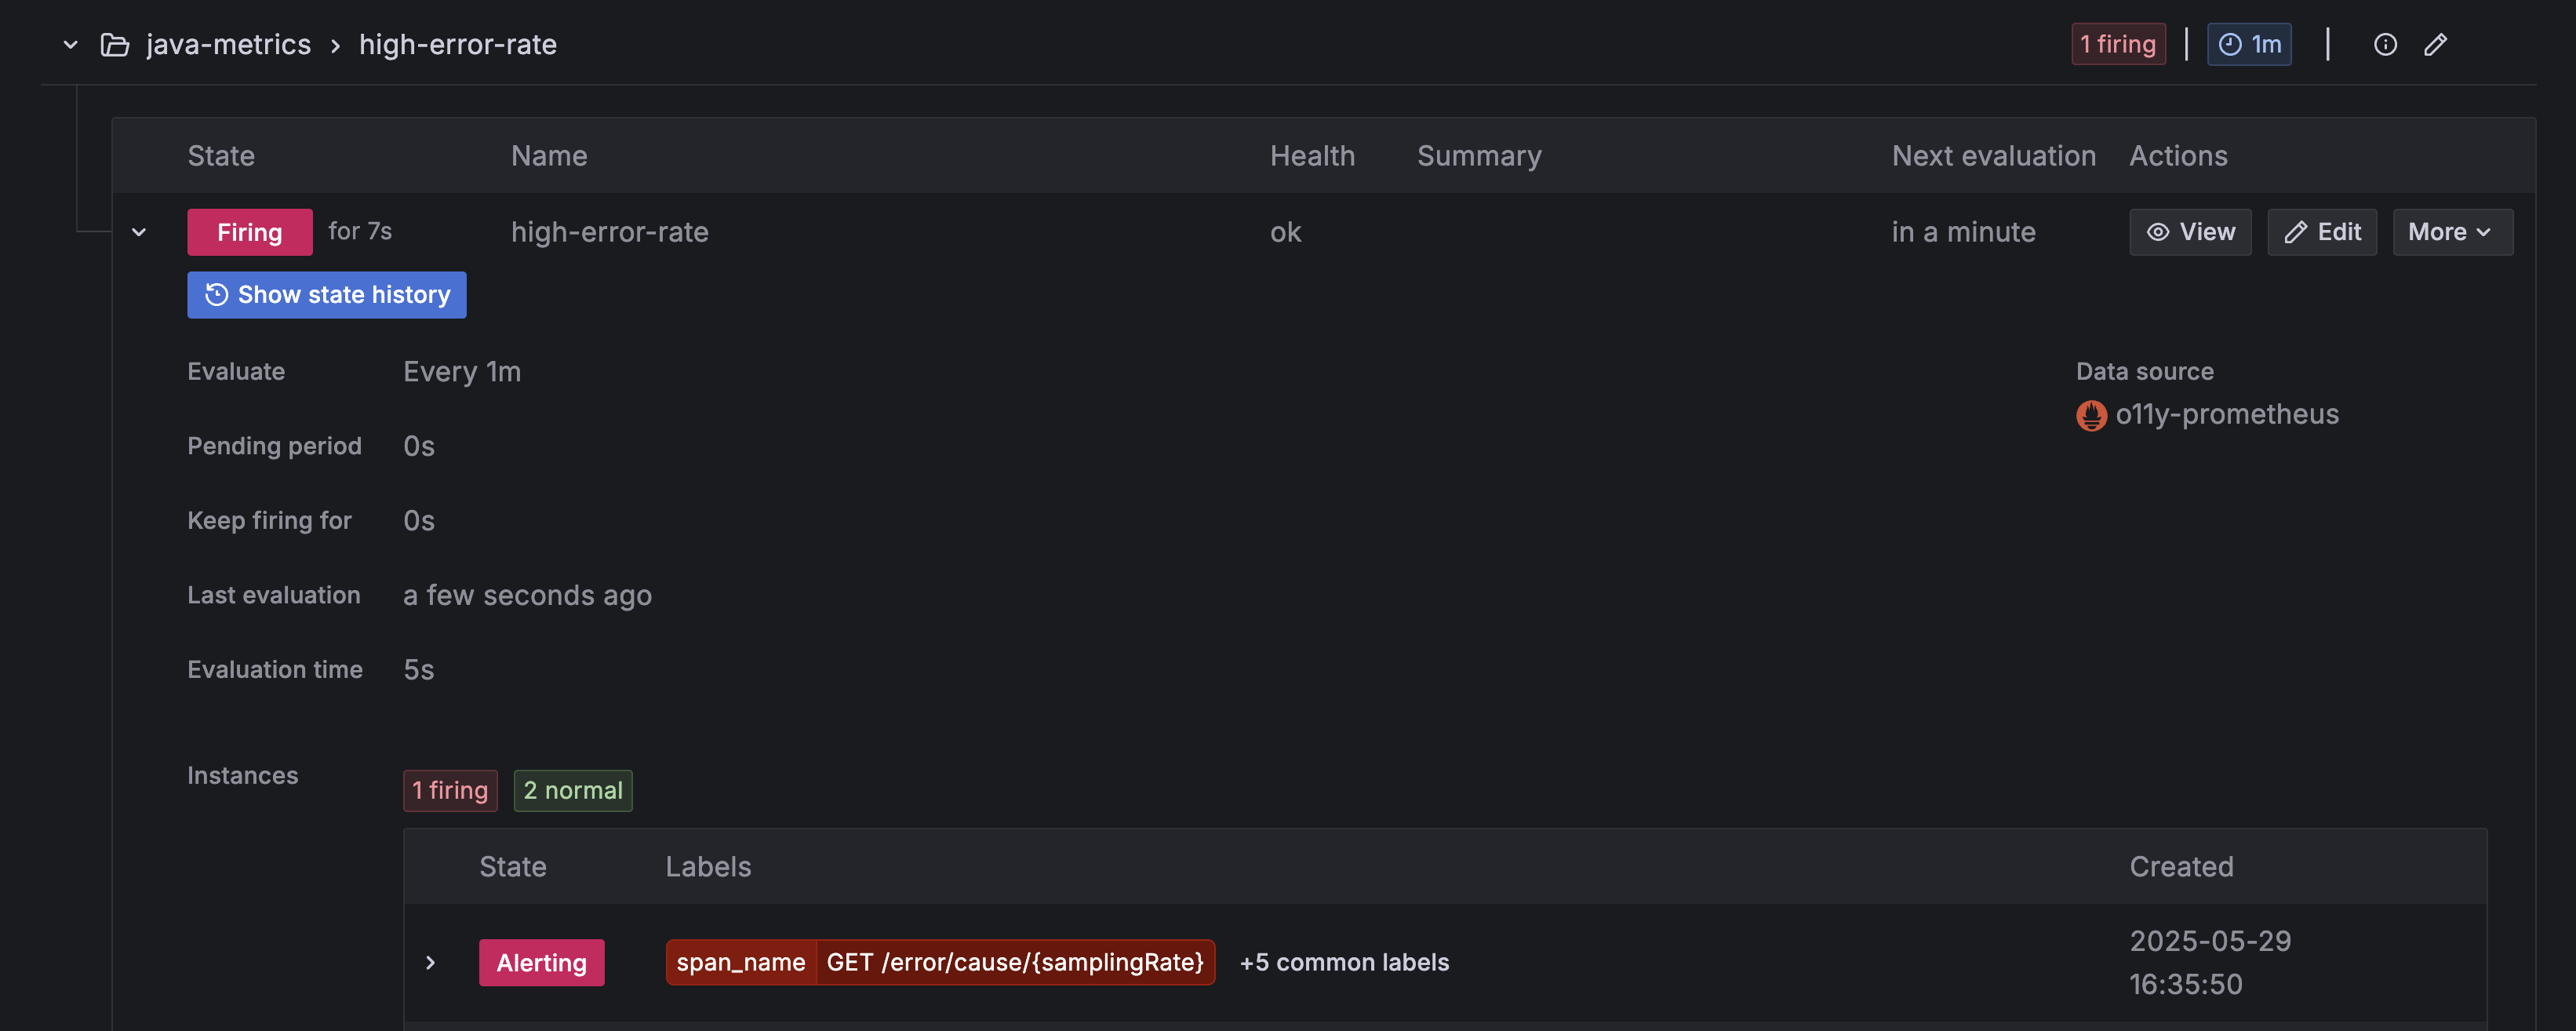 java-metrics > high-error-rate 1 firing | 1m |
State Name Health Summary Next evaluation Actions
Firing for 7s high-error-rate ok in a minute View Edit More
Show state history
Evaluate Every 1m Data source
o11y-prometheus
Pending period 0s
Keep firing for 0s
Last evaluation a few seconds ago
Evaluation time 5s
Instances 1 firing 2 normal
State Labels Created
Alerting span_name GET /error/cause/{samplingRate} +5 common labels 2025-05-29
16:35:50